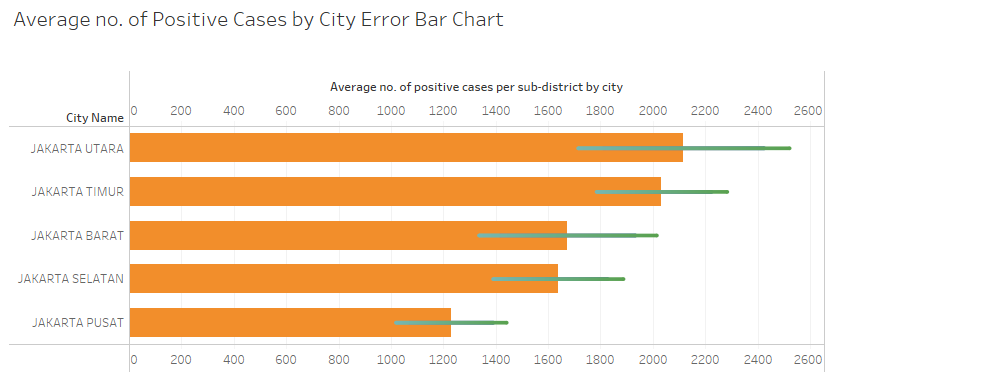 Average no. of Positive Cases by City Error Bar Chart
Average no. of positive cases per sub-district by city
City Name
0 200 400 600 800 1000 1200 1400 1600 1800 2000 2200 2400 2600
JAKARTA UTARA
JAKARTA TIMUR
JAKARTA BARAT
JAKARTA SELATAN
JAKARTA PUSAT
0 200 400 600 800 1000 1200 1400 1600 1800 2000 2200 2400 2600